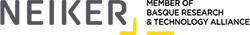 NEIKER
MEMBER OF
BASQUE RESEARCH
& TECHNOLOGY ALLIANCE